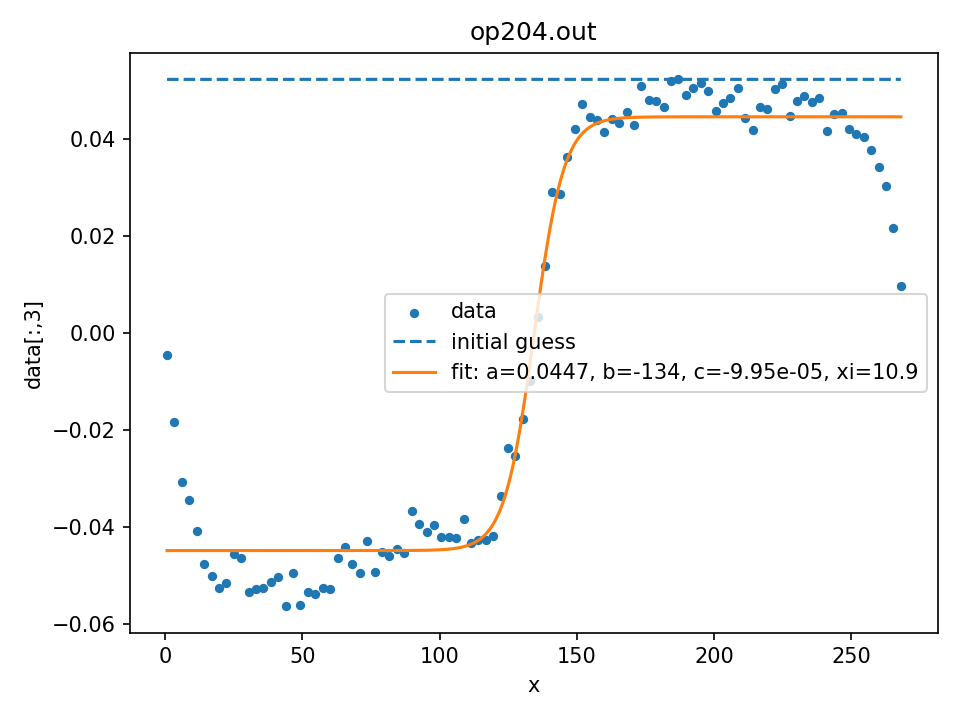 op204.out
data[:,3]
0.04
0.02
0.00
−0.02
−0.04
−0.06
data
initial guess
fit: a=0.0447, b=-134, c=-9.95e-05, xi=10.9
0 50 100 150 200 250
x